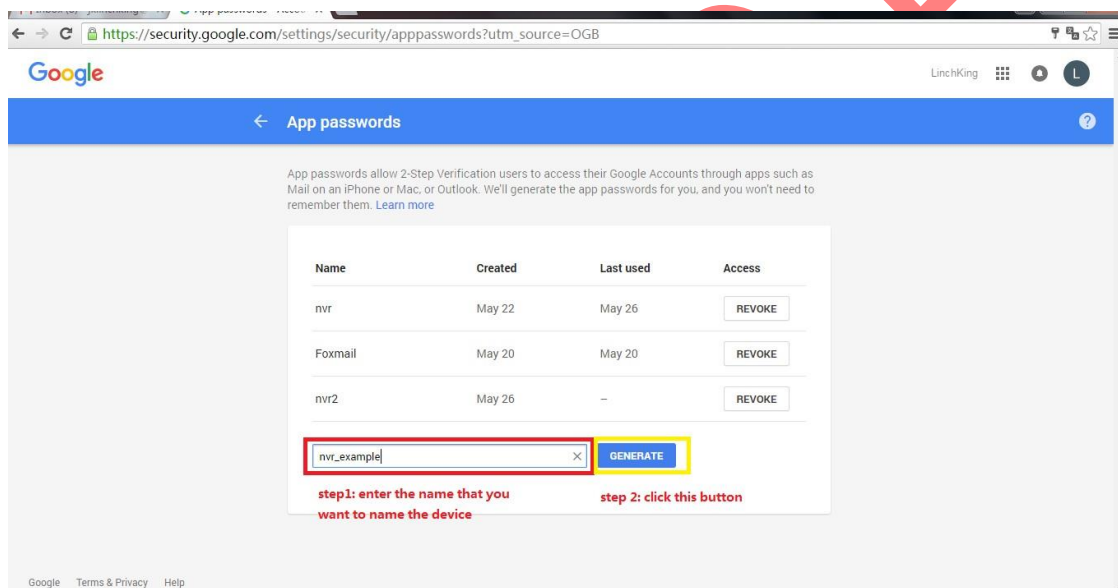 App passwords - Acco
https://security.google.com/settings/security/apppasswords?utm_source=OGB
Google
LinchKing
L
App passwords
?
App passwords allow 2-Step Verification users to access their Google Accounts through apps such as
Mail on an iPhone or Mac, or Outlook. We'll generate the app passwords for you, and you won't need to
remember them. Learn more
Name Created Last used Access
nvr May 22 May 26 REVOKE
Foxmail May 20 May 20 REVOKE
nvr2 May 26 – REVOKE
nvr_example GENERATE
step1: enter the name that you
want to name the device
step 2: click this button
Google Terms & Privacy Help